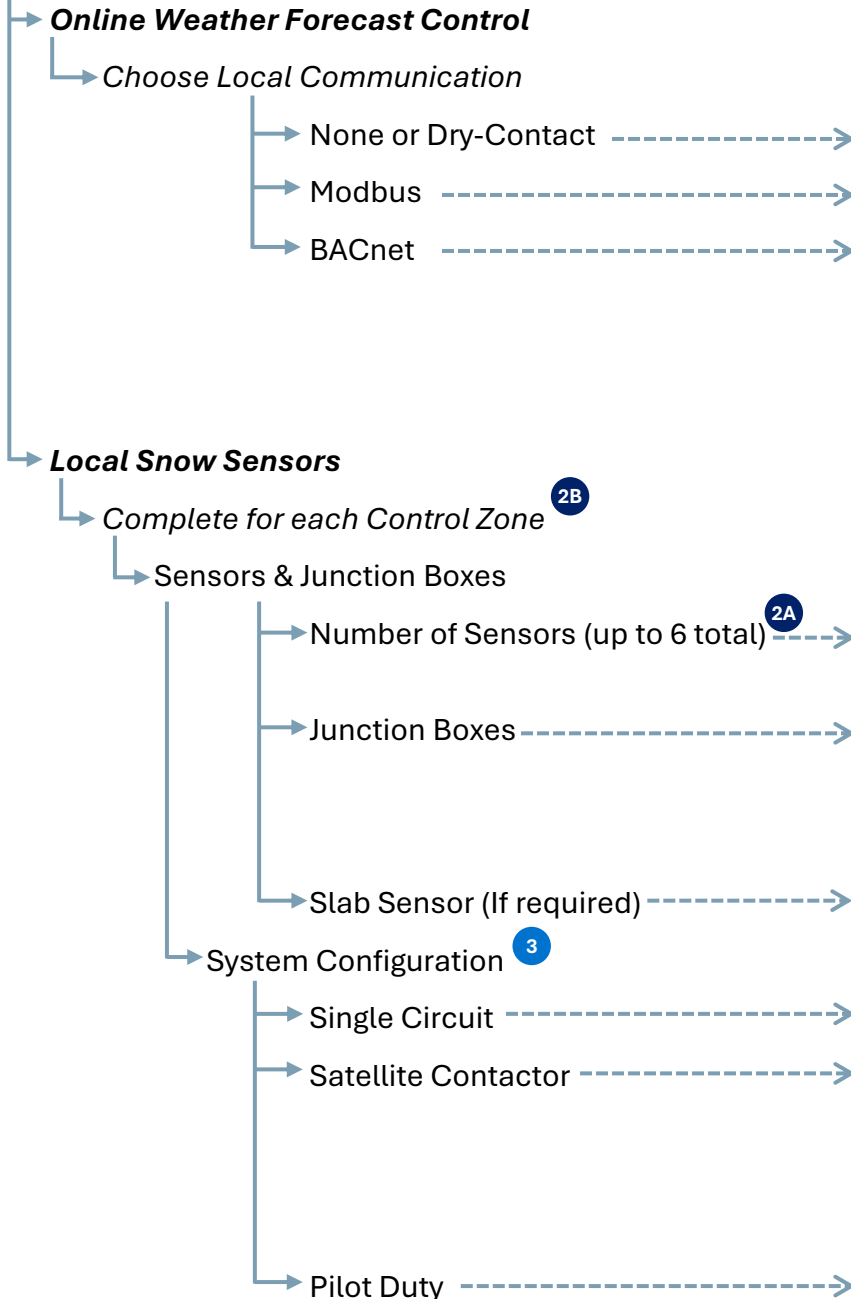 Online Weather Forecast Control
Choose Local Communication
None or Dry-Contact
Modbus
BACnet
Local Snow Sensors
Complete for each Control Zone 2B
Sensors & Junction Boxes
Number of Sensors (up to 6 total) 2A
Junction Boxes
Slab Sensor (If required)
System Configuration 3
Single Circuit
Satellite Contactor
Pilot Duty